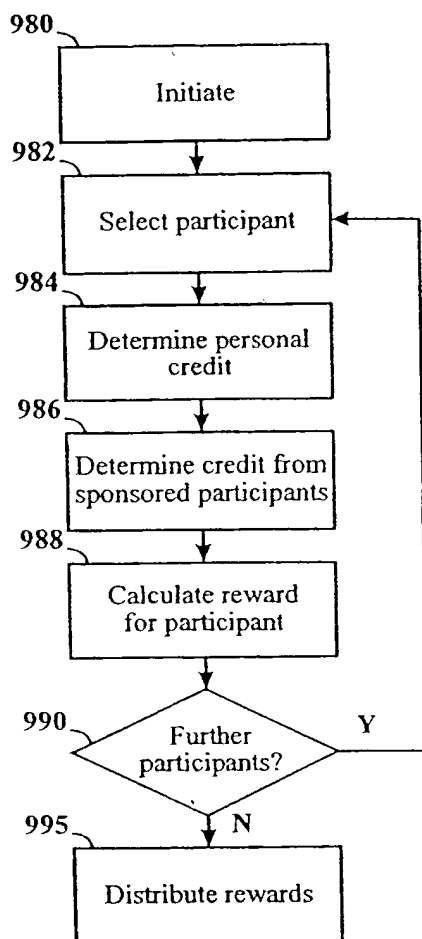 980
Initiate
982
Select participant
984
Determine personal
credit
986
Determine credit from
sponsored participants
988
Calculate reward
for participant
990
Further
participants?
Y
N
995
Distribute rewards